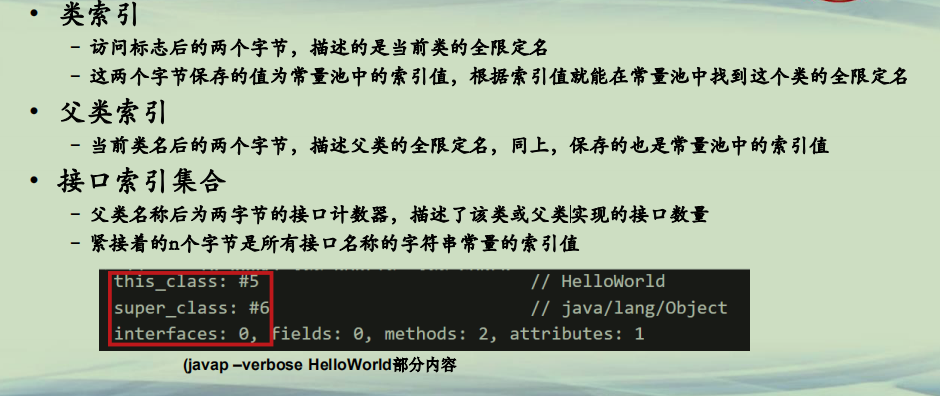 • 类索引
– 访问标志后的两个字节，描述的是当前类的全限定名
– 这两个字节保存的值为常量池中的索引值，根据索引值就能在常量池中找到这个类的全限定名
• 父类索引
– 当前类名后的两个字节，描述父类的全限定名，同上，保存的也是常量池中的索引值
• 接口索引集合
– 父类名称后为两字节的接口计数器，描述了该类或父类实现的接口数量
– 紧接着的n个字节是所有接口名称的字符串常量的索引值
this_class: #5 // HelloWorld
super_class: #6 // java/lang/Object
interfaces: 0, fields: 0, methods: 2, attributes: 1
(javap –verbose HelloWorld部分内容